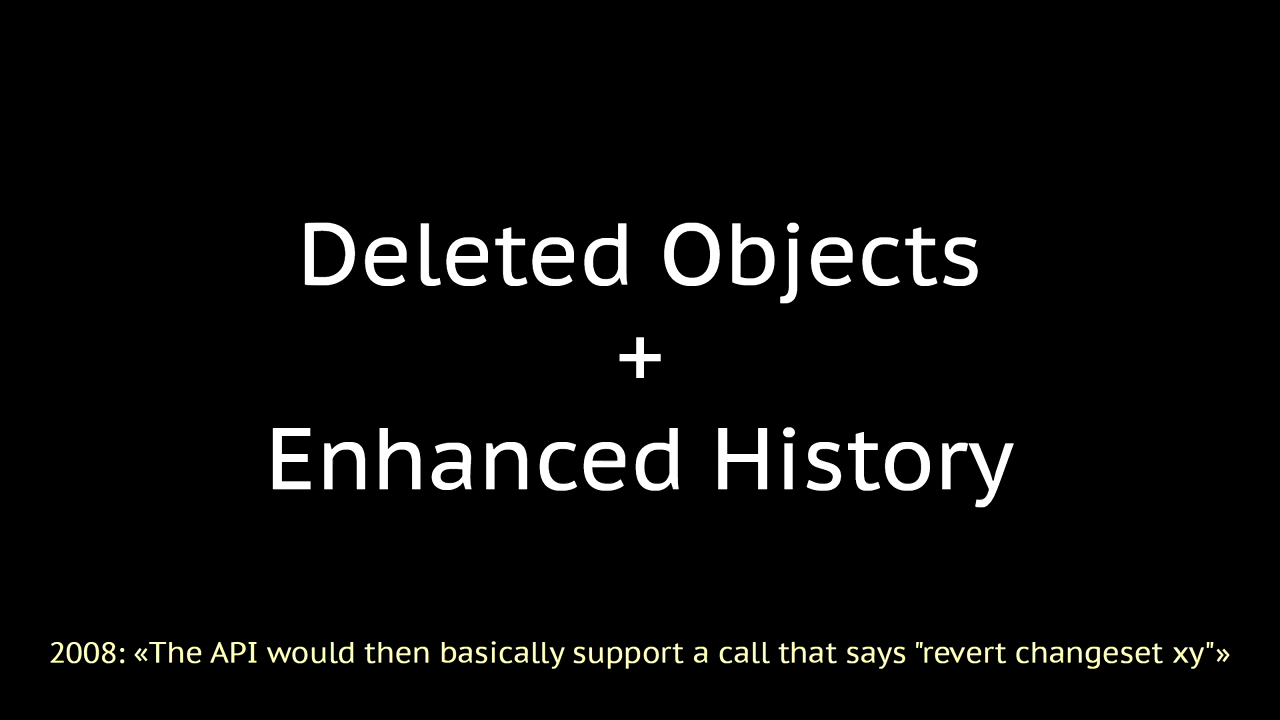 Deleted Objects
+
Enhanced History
2008: «The API would then basically support a call that says "revert changeset xy"»